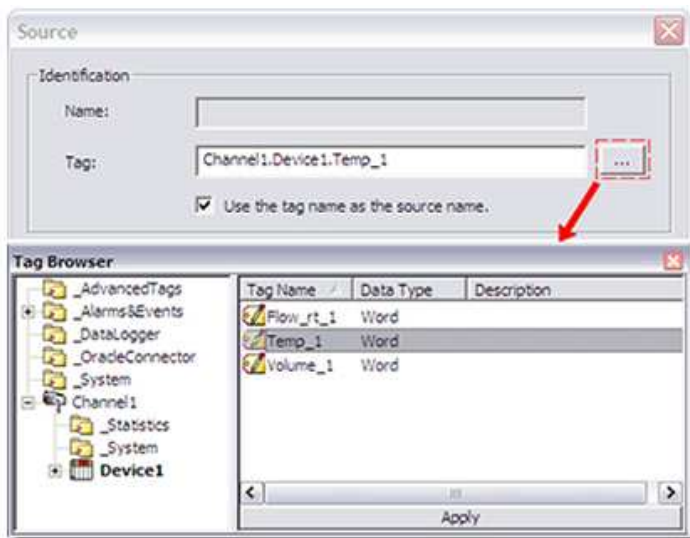 Source
Identification
Name:
Tag:
Channel1.Device1.Temp_1
...
Use the tag name as the source name.
Tag Browser
_AdvancedTags
_Alarms&Events
_DataLogger
_OracleConnector
_System
Channel1
_Statistics
_System
Device1
Tag Name Data Type Description
Flow_rt_1 Word
Temp_1 Word
Volume_1 Word
Apply